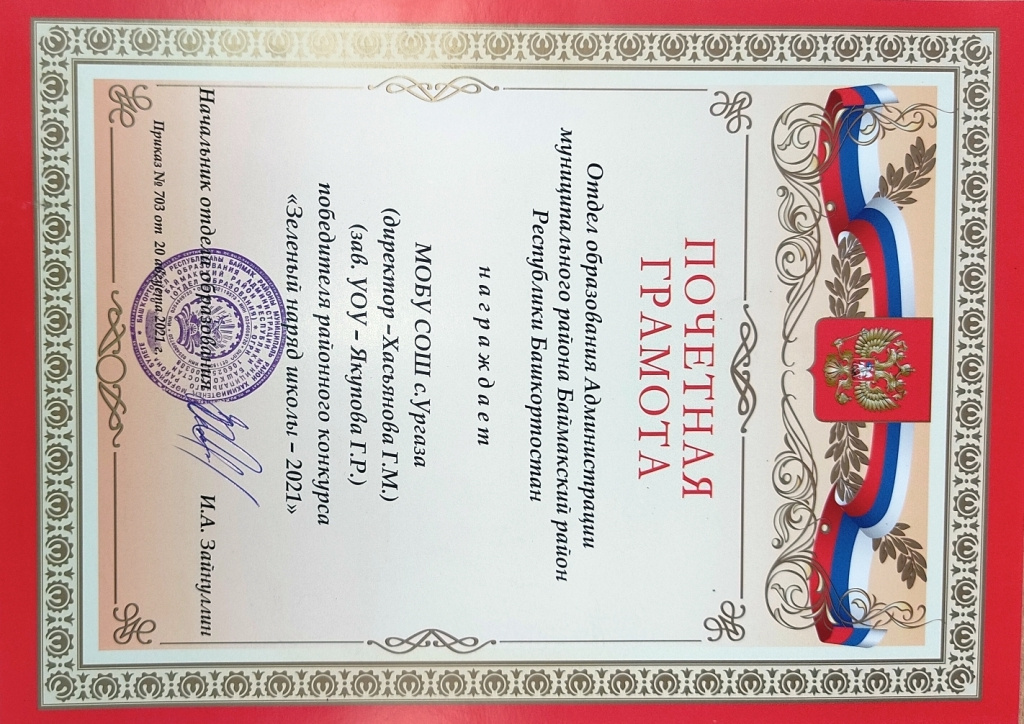 ПОЧЕТНАЯ
ГРАМОТА
Отдел образования Администрации
муниципального района Баймакский район
Республики Башкортостан
награждает
МОБУ СОШ с.Ургаза
(директор –Хасьянова Г.М.)
(зав. УОУ – Якупова Г.Р.)
победителя районного конкурса
«Зеленый наряд школы – 2021»
Начальник отдела образования И.А. Зайнуллин
Приказ № 703 от 20 августа 2021 г.